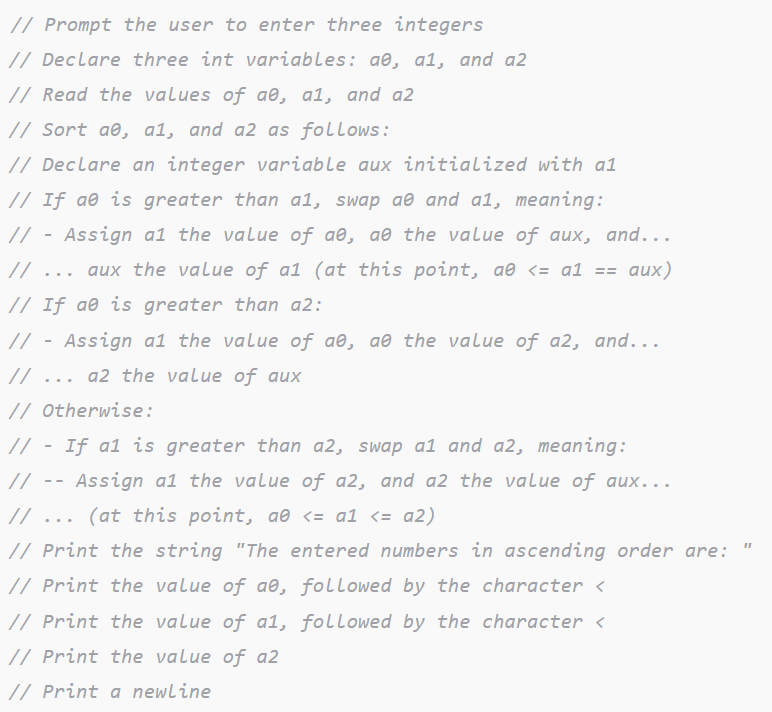 // Prompt the user to enter three integers
// Declare three int variables: a0, a1, and a2
// Read the values of a0, a1, and a2
// Sort a0, a1, and a2 as follows:
// Declare an integer variable aux initialized with a1
// If a0 is greater than a1, swap a0 and a1, meaning:
// - Assign a1 the value of a0, a0 the value of aux, and...
// ... aux the value of a1 (at this point, a0 <= a1 == aux)
// If a0 is greater than a2:
// - Assign a1 the value of a0, a0 the value of a2, and...
// ... a2 the value of aux
// Otherwise:
// - If a1 is greater than a2, swap a1 and a2, meaning:
// -- Assign a1 the value of a2, and a2 the value of aux...
// ... (at this point, a0 <= a1 <= a2)
// Print the string "The entered numbers in ascending order are: "
// Print the value of a0, followed by the character <
// Print the value of a1, followed by the character <
// Print the value of a2
// Print a newline